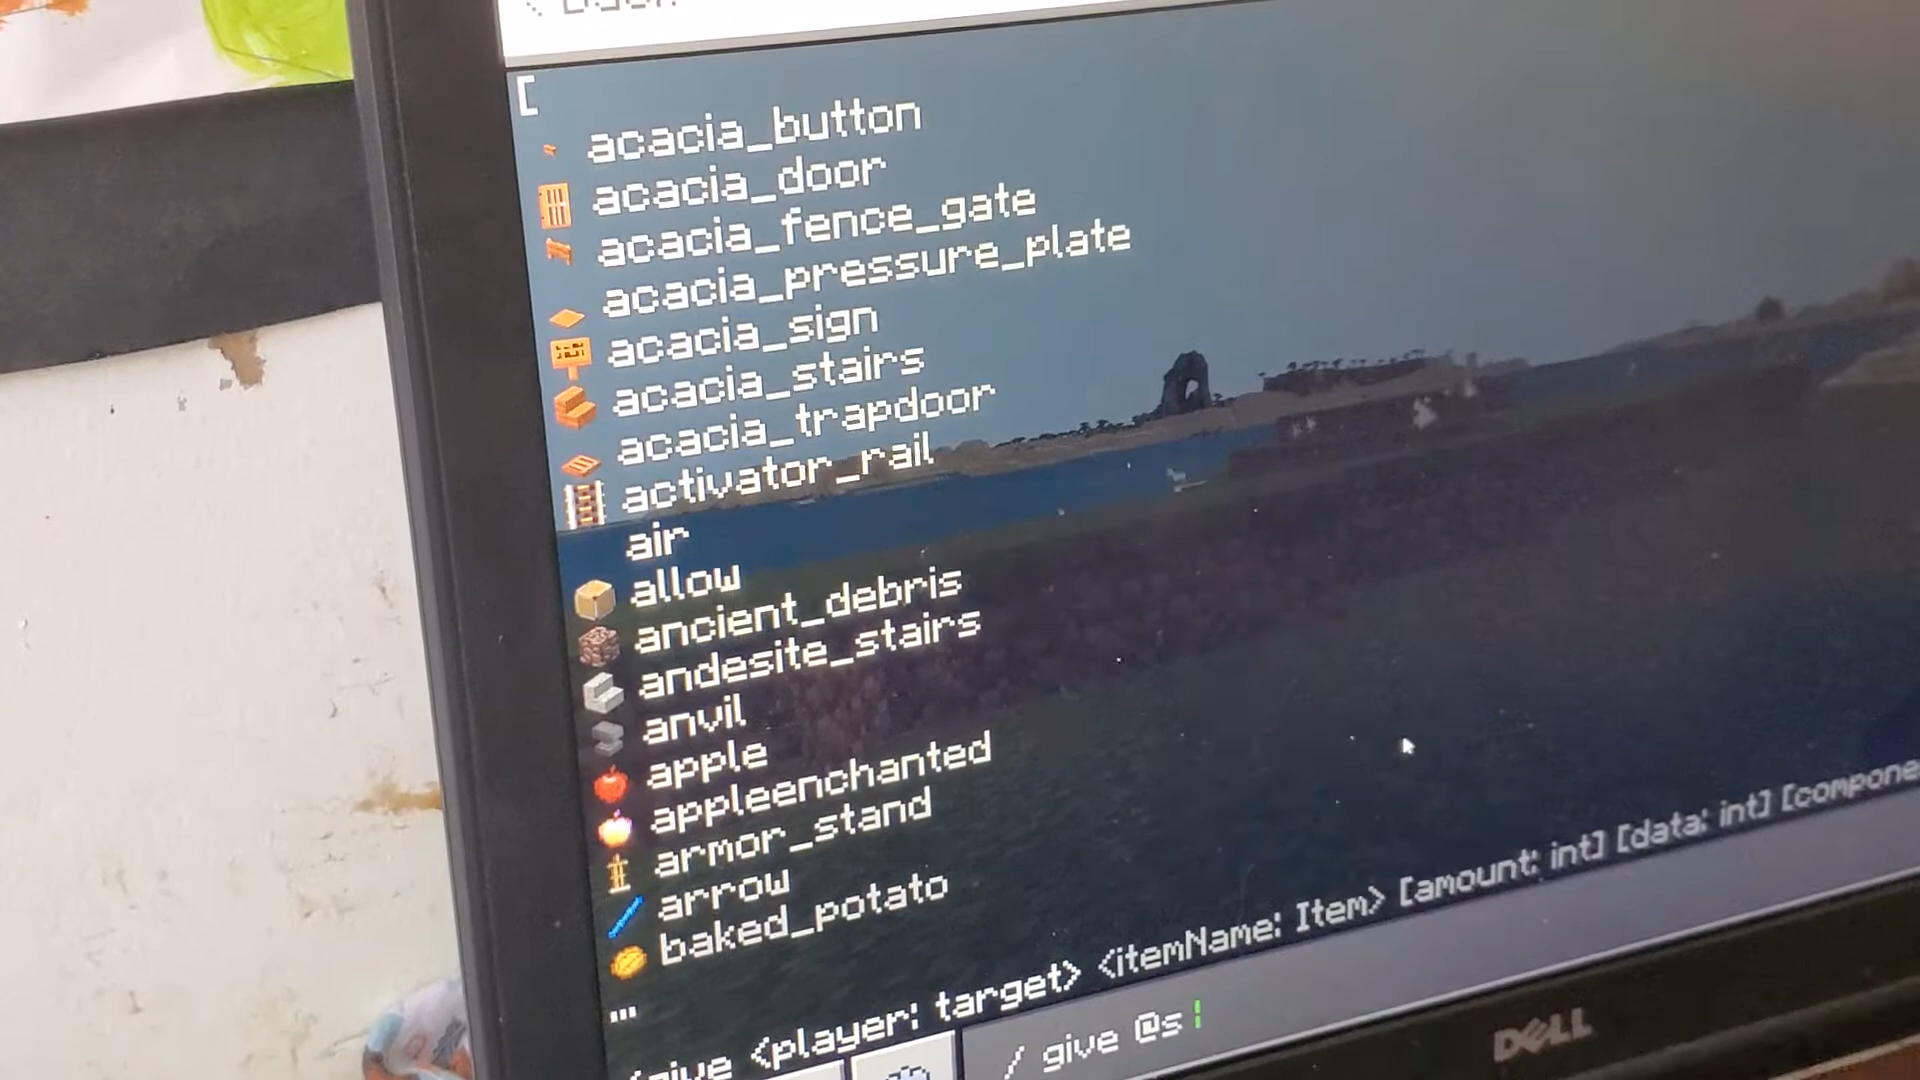 [
acacia_button
acacia_door
acacia_fence_gate
acacia_pressure_plate
acacia_sign
acacia_stairs
acacia_trapdoor
activator_rail
air
allow
ancient_debris
andesite_stairs
anvil
apple
appleenchanted
armor_stand
arrow
baked_potato
...
/give <player: target> <itemName: Item> [amount: int] [data: int] [compone
/ give @s
DELL